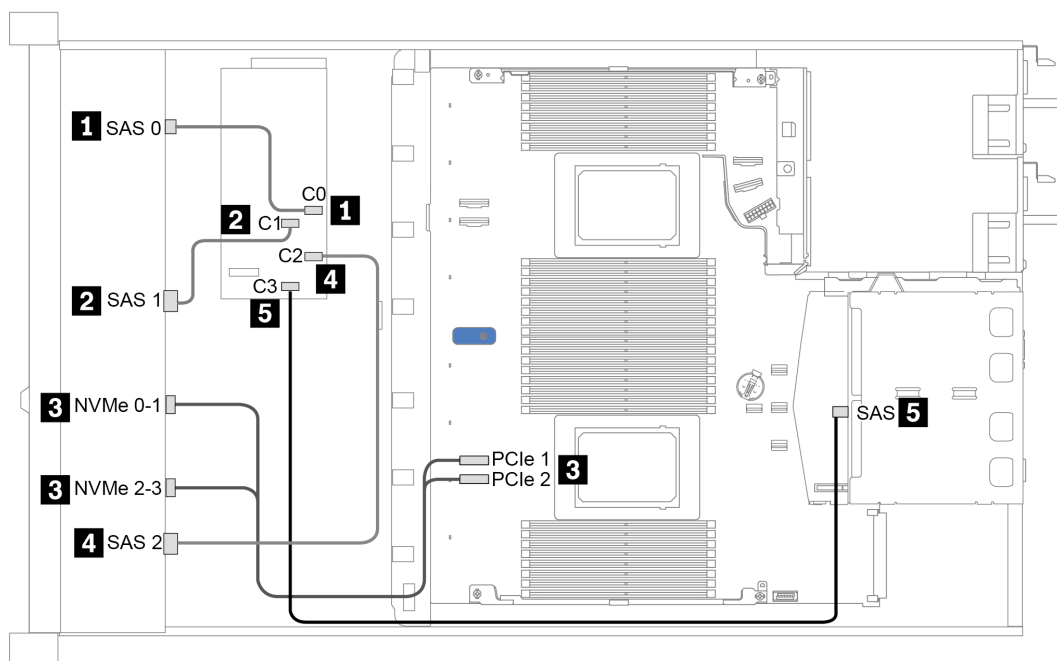 1 SAS 0
C0
1
2 C1
C2
4
2 SAS 1
C3
5
3 NVMe 0-1
SAS 5
PCIe 1
3
PCIe 2
3 NVMe 2-3
4 SAS 2